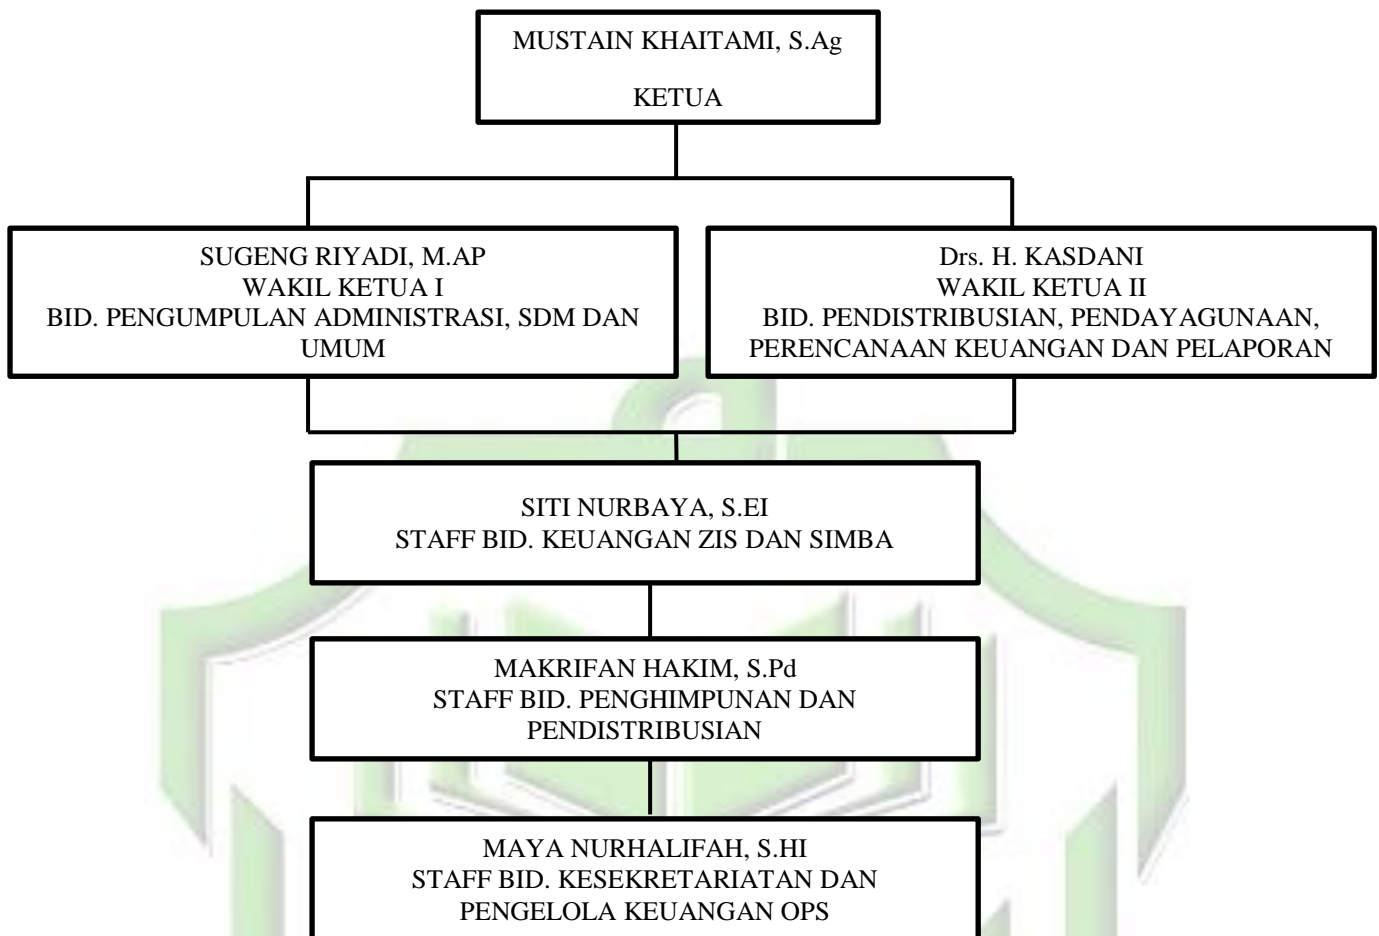 MUSTAIN KHAITAMI, S.Ag
KETUA
SUGENG RIYADI, M.AP
WAKIL KETUA I
BID. PENGUMPULAN ADMINISTRASI, SDM DAN
UMUM
Drs. H. KASDANI
WAKIL KETUA II
BID. PENDISTRIBUSIAN, PENDAYAGUNAAN,
PERENCANAAN KEUANGAN DAN PELAPORAN
SITI NURBAYA, S.EI
STAFF BID. KEUANGAN ZIS DAN SIMBA
MAKRIFAN HAKIM, S.Pd
STAFF BID. PENGHIMPUNAN DAN
PENDISTRIBUSIAN
MAYA NURHALIFAH, S.HI
STAFF BID. KESEKRETARIATAN DAN
PENGELOLA KEUANGAN OPS